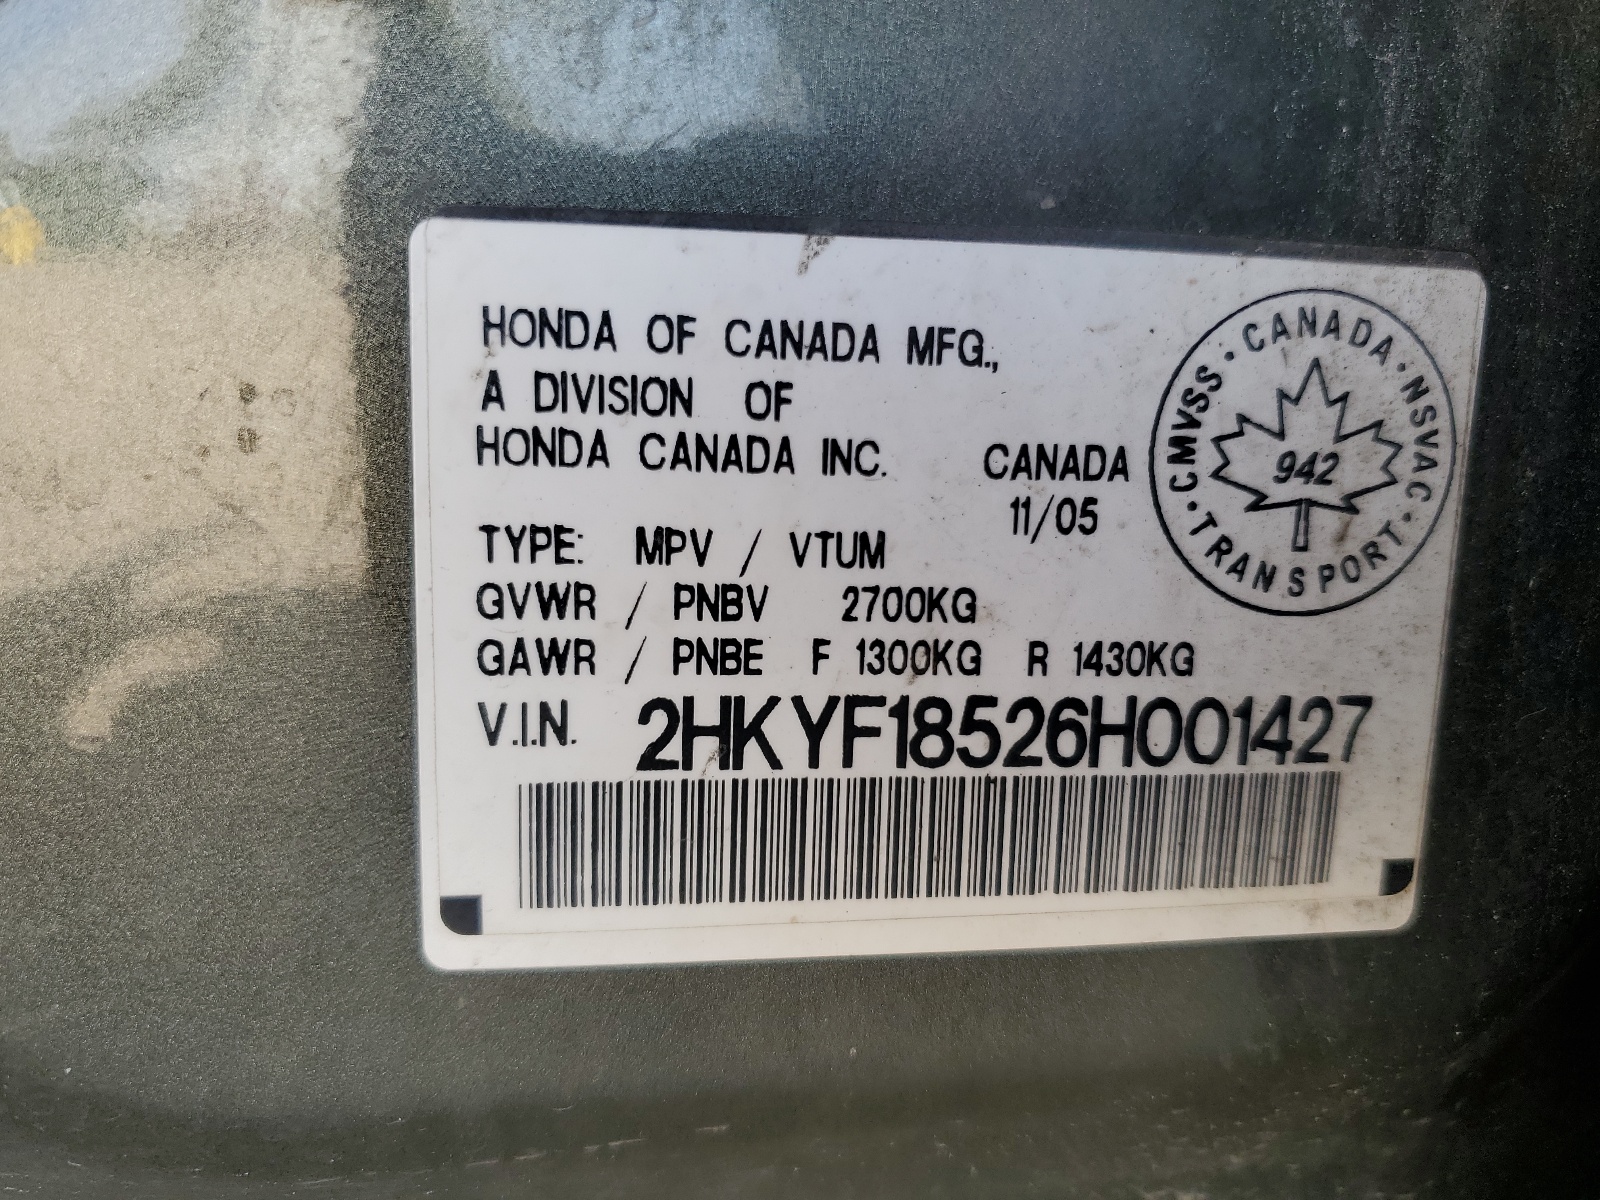 HONDA OF CANADA MFG.,
A DIVISION OF
HONDA CANADA INC. CANADA
11/05
TYPE: MPV / VTUM
GVWR / PNBV 2700KG
GAWR / PNBE F 1300KG R 1430KG
V.I.N. 2HKYF18526H001427
CMVSS · CANADA · NSVAC ·
942
TRANSPORT